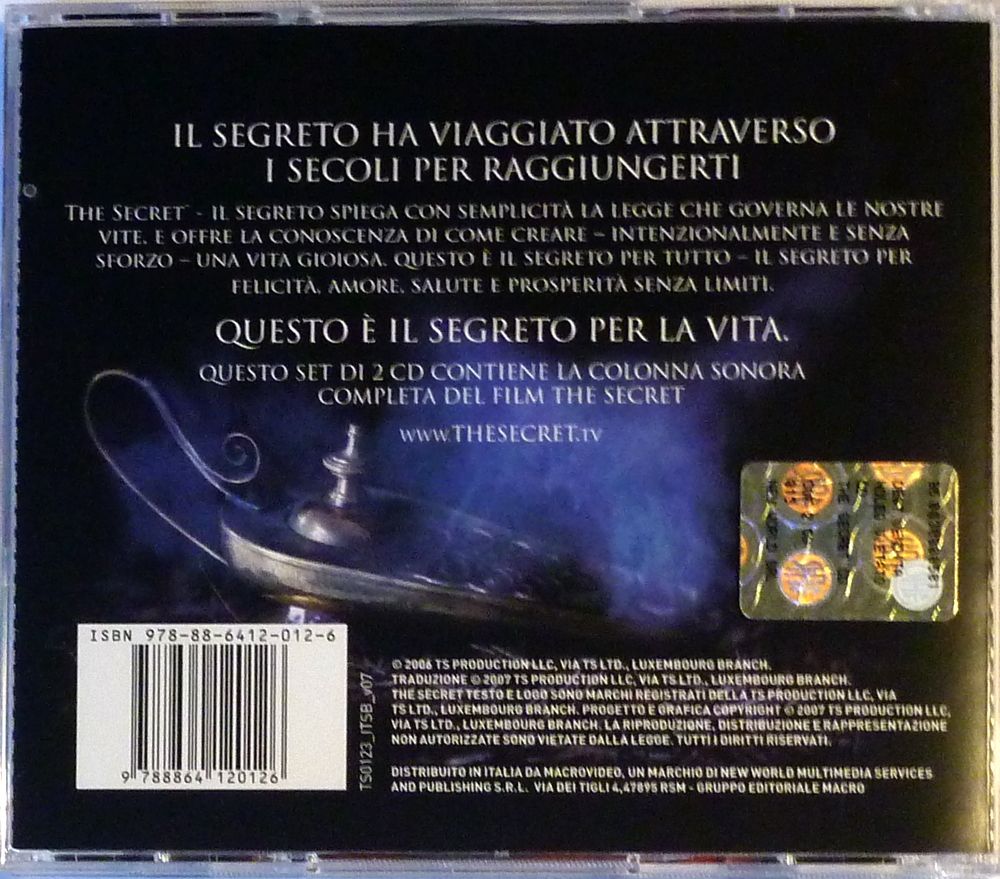 IL SEGRETO HA VIAGGIATO ATTRAVERSO
I SECOLI PER RAGGIUNGERTI
THE SECRET - IL SEGRETO SPIEGA CON SEMPLICITÀ LA LEGGE CHE GOVERNA LE NOSTRE
VITE, E OFFRE LA CONOSCENZA DI COME CREARE – INTENZIONALMENTE E SENZA
SFORZO – UNA VITA GIOIOSA. QUESTO È IL SEGRETO PER TUTTO – IL SEGRETO PER
FELICITÀ, AMORE, SALUTE E PROSPERITÀ SENZA LIMITI.
QUESTO È IL SEGRETO PER LA VITA.
QUESTO SET DI 2 CD CONTIENE LA COLONNA SONORA
COMPLETA DEL FILM THE SECRET
WWW.THESECRET.TV
ISBN 978-88-6412-012-6
9 788864 120126
TS0123_ITSB_v07
© 2006 TS PRODUCTION LLC, VIA TS LTD., LUXEMBOURG BRANCH.
TRADUZIONE © 2007 TS PRODUCTION LLC, VIA TS LTD., LUXEMBOURG BRANCH.
THE SECRET TESTO E LOGO SONO MARCHI REGISTRATI DELLA TS PRODUCTION LLC, VIA
TS LTD., LUXEMBOURG BRANCH. PROGETTO E GRAFICA COPYRIGHT © 2007 TS PRODUCTION LLC,
VIA TS LTD., LUXEMBOURG BRANCH. LA RIPRODUZIONE, DISTRIBUZIONE E RAPPRESENTAZIONE
NON AUTORIZZATE SONO VIETATE DALLA LEGGE. TUTTI I DIRITTI RISERVATI.
DISTRIBUITO IN ITALIA DA MACROVIDEO, UN MARCHIO DI NEW WORLD MULTIMEDIA SERVICES
AND PUBLISHING S.R.L. VIA DEI TIGLI 4,47895 RSM - GRUPPO EDITORIALE MACRO